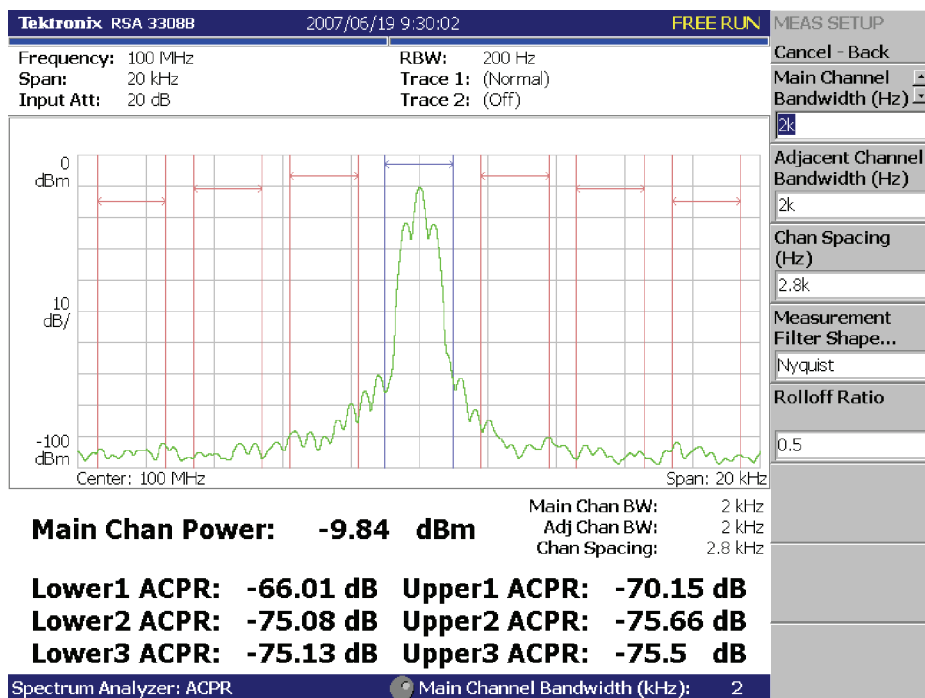 Tektronix RSA 3308B 2007/06/19 9:30:02 FREE RUN
Frequency: 100 MHz RBW: 200 Hz
Span: 20 kHz Trace 1: (Normal)
Input Att: 20 dB Trace 2: (Off)
0
dBm
10
dB/
-100
dBm
Center: 100 MHz Span: 20 kHz
Main Chan BW: 2 kHz
Adj Chan BW: 2 kHz
Chan Spacing: 2.8 kHz
Main Chan Power: -9.84 dBm
Lower1 ACPR: -66.01 dB Upper1 ACPR: -70.15 dB
Lower2 ACPR: -75.08 dB Upper2 ACPR: -75.66 dB
Lower3 ACPR: -75.13 dB Upper3 ACPR: -75.5 dB
Spectrum Analyzer: ACPR Main Channel Bandwidth (kHz): 2
MEAS SETUP
Cancel - Back
Main Channel
Bandwidth (Hz)
2k
Adjacent Channel
Bandwidth (Hz)
2k
Chan Spacing
(Hz)
2.8k
Measurement
Filter Shape...
Nyquist
Rolloff Ratio
0.5